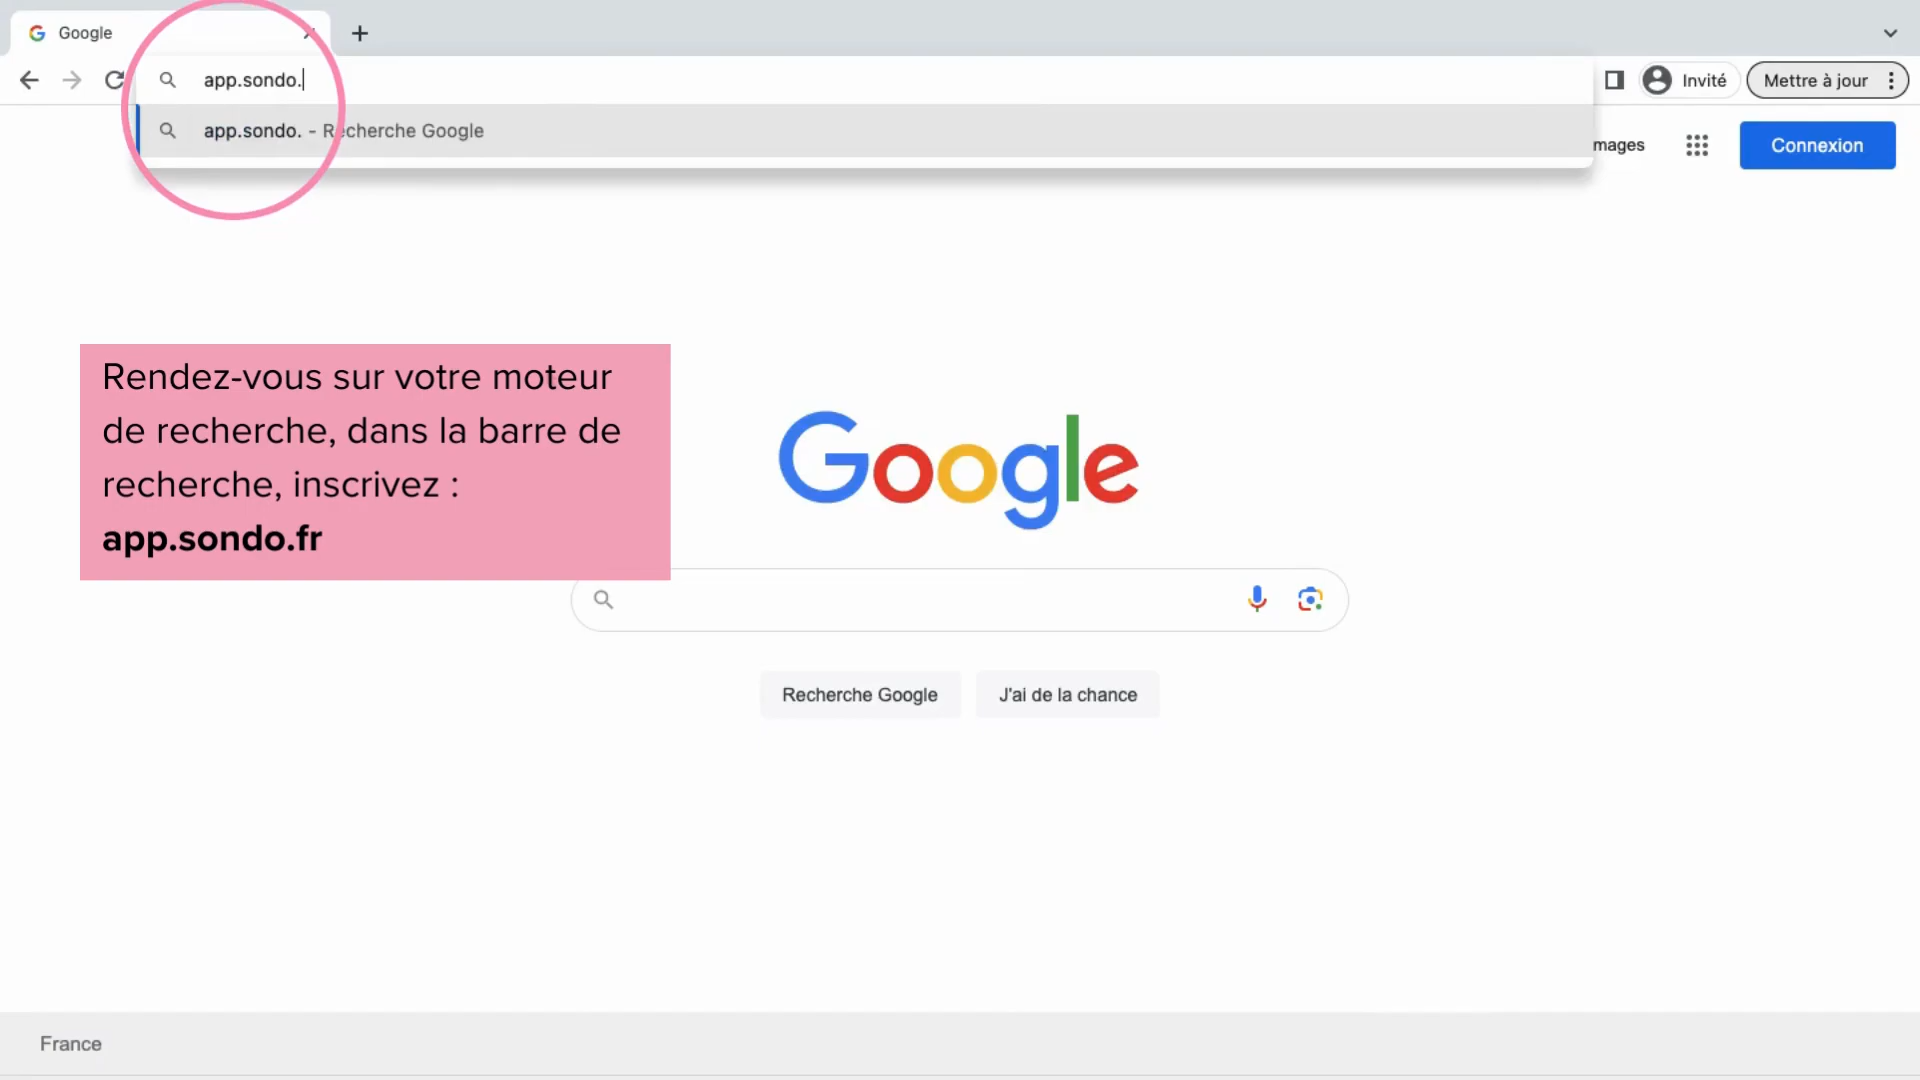 Google
app.sondo.
Invité
Mettre à jour
app.sondo. - Recherche Google
mages
Connexion
Rendez-vous sur votre moteur
de recherche, dans la barre de
recherche, inscrivez :
app.sondo.fr
Google
Recherche Google
J'ai de la chance
France